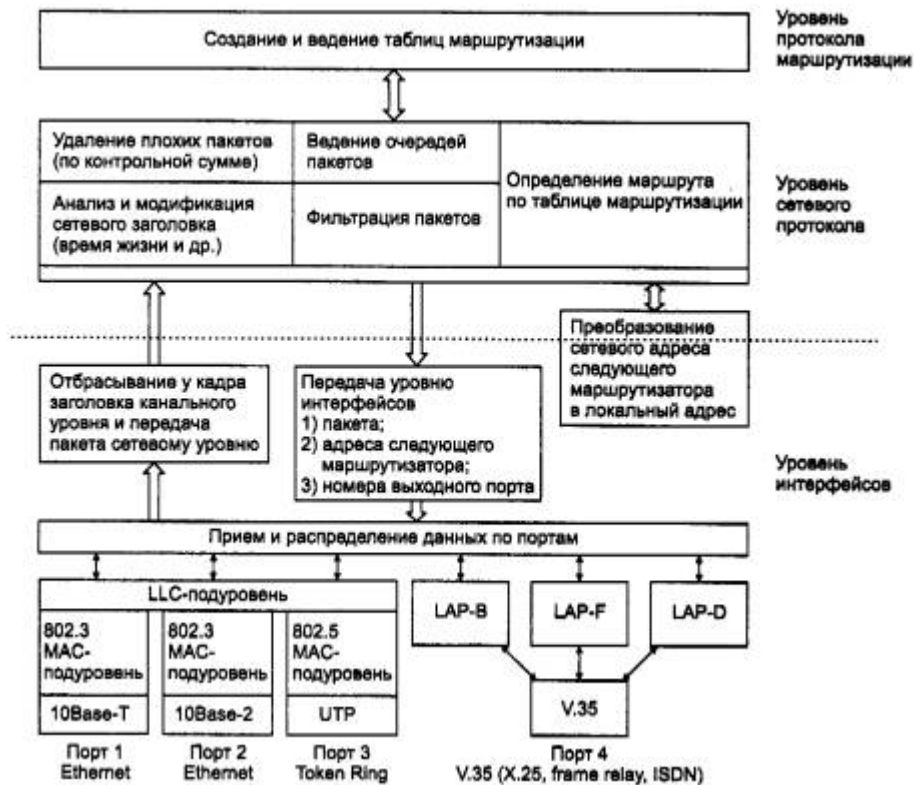 Создание и ведение таблиц маршрутизации
Уровень
протокола
маршрутизации
Удаление плохих пакетов
(по контрольной сумме)
Ведение очередей
пакетов
Определение маршрута
по таблице маршрутизации
Анализ и модификация
сетевого заголовка
(время жизни и др.)
Фильтрация пакетов
Уровень
сетевого
протокола
Отбрасывание у кадра
заголовка канального
уровня и передача
пакета сетевому уровню
Передача уровню
интерфейсов
1) пакета;
2) адреса следующего
маршрутизатора;
3) номера выходного порта
Преобразование
сетевого адреса
следующего
маршрутизатора
в локальный адрес
Уровень
интерфейсов
Прием и распределение данных по портам
LLC-подуровень
802.3
MAC-
подуровень
10Base-T
802.3
MAC-
подуровень
10Base-2
802.5
MAC-
подуровень
UTP
LAP-B
LAP-F
LAP-D
V.35
Порт 1
Ethernet
Порт 2
Ethernet
Порт 3
Token Ring
Порт 4
V.35 (X.25, frame relay, ISDN)